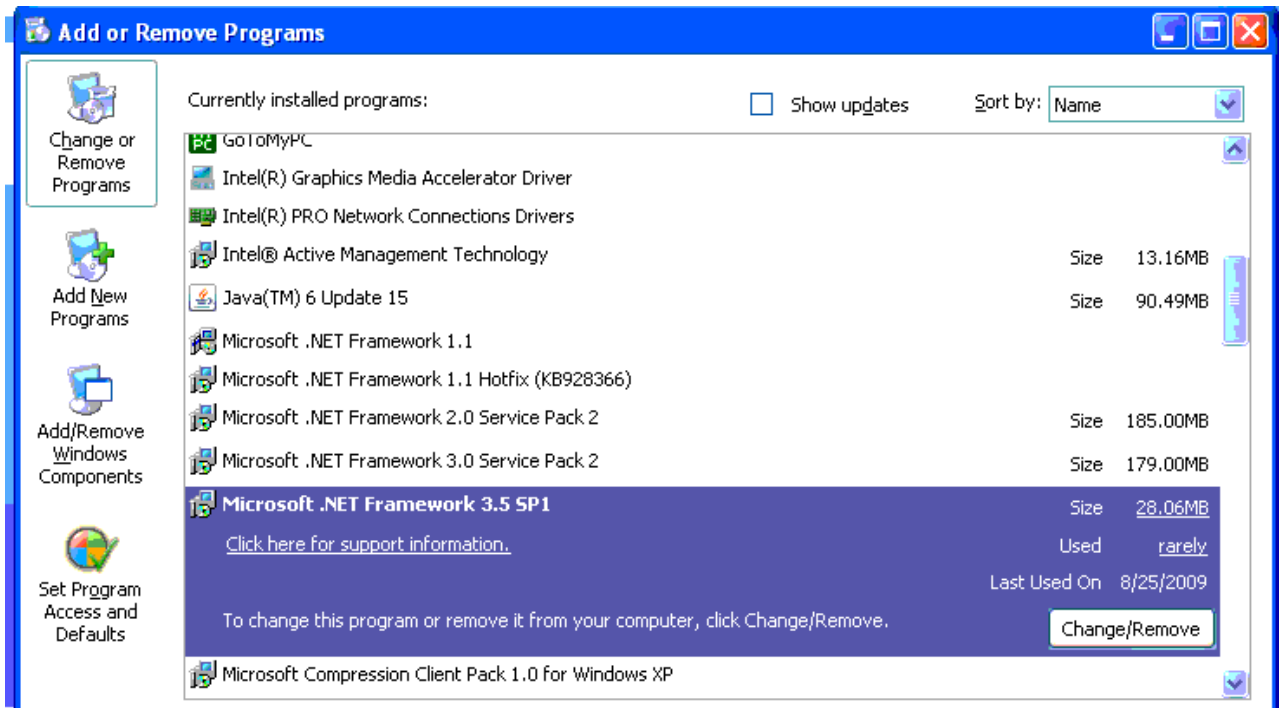 Add or Remove Programs
Change or
Remove
Programs
Add New
Programs
Add/Remove
Windows
Components
Set Program
Access and
Defaults
Currently installed programs:
Show updates
Sort by: Name
PC GoToMyPC
Intel(R) Graphics Media Accelerator Driver
Intel(R) PRO Network Connections Drivers
Intel® Active Management Technology Size 13.16MB
Java(TM) 6 Update 15 Size 90.49MB
Microsoft .NET Framework 1.1
Microsoft .NET Framework 1.1 Hotfix (KB928366)
Microsoft .NET Framework 2.0 Service Pack 2 Size 185.00MB
Microsoft .NET Framework 3.0 Service Pack 2 Size 179.00MB
Microsoft .NET Framework 3.5 SP1 Size 28.06MB
Click here for support information. Used rarely
Last Used On 8/25/2009
To change this program or remove it from your computer, click Change/Remove. Change/Remove
Microsoft Compression Client Pack 1.0 for Windows XP